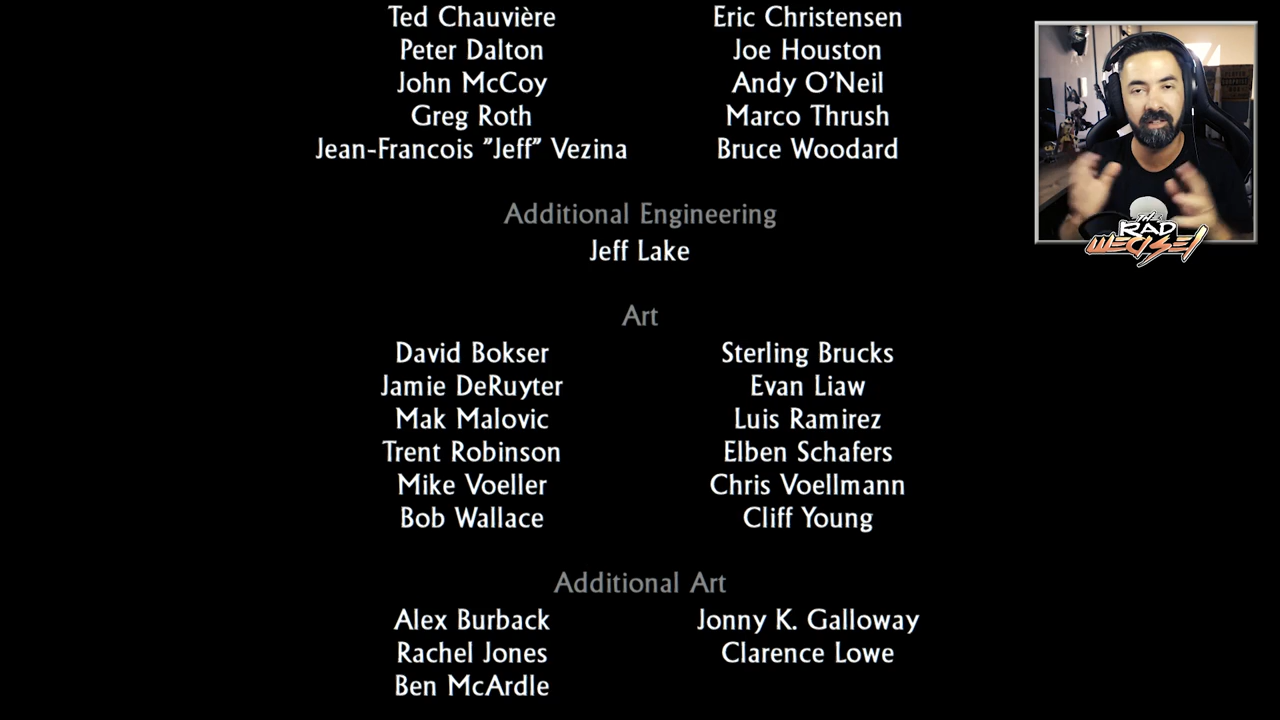 Ted Chauvière Eric Christensen
Peter Dalton Joe Houston
John McCoy Andy O'Neil
Greg Roth Marco Thrush
Jean-Francois "Jeff" Vezina Bruce Woodard
Additional Engineering
Jeff Lake
Art
David Bokser Sterling Brucks
Jamie DeRuyter Evan Liaw
Mak Malovic Luis Ramirez
Trent Robinson Elben Schafers
Mike Voeller Chris Voellmann
Bob Wallace Cliff Young
Additional Art
Alex Burback Jonny K. Galloway
Rachel Jones Clarence Lowe
Ben McArdle
RAD